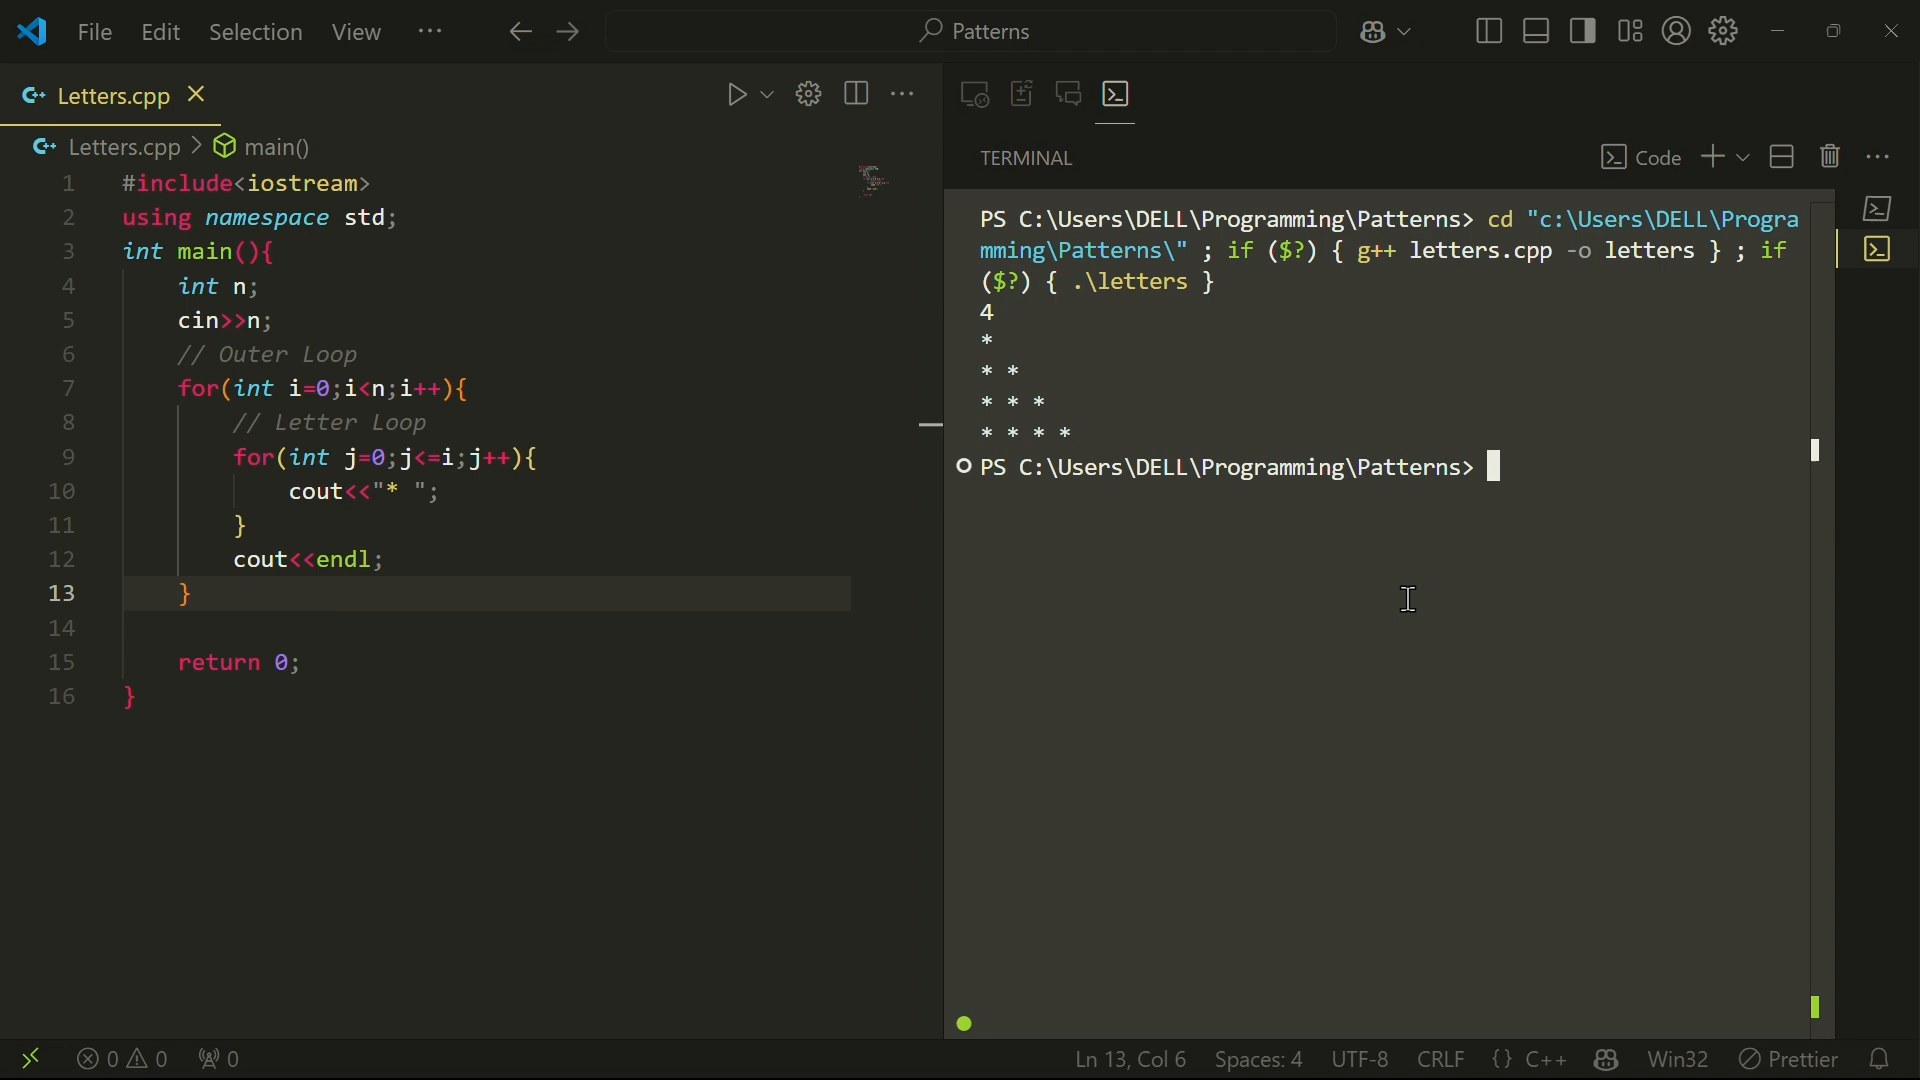 File Edit Selection View ··· Patterns
Letters.cpp
Letters.cpp > main()
1 #include<iostream>
2 using namespace std;
3 int main(){
4 int n;
5 cin>>n;
6 // Outer Loop
7 for(int i=0;i<n;i++){
8 // Letter Loop
9 for(int j=0;j<=i;j++){
10 cout<<"* ";
11 }
12 cout<<endl;
13 }
14
15 return 0;
16 }
TERMINAL Code
PS C:\Users\DELL\Programming\Patterns> cd "c:\Users\DELL\Progra
mming\Patterns\" ; if ($?) { g++ letters.cpp -o letters } ; if
($?) { .\letters }
4
*
* *
* * *
* * * *
PS C:\Users\DELL\Programming\Patterns>
0 0 0 Ln 13, Col 6 Spaces: 4 UTF-8 CRLF {} C++ Win32 Prettier